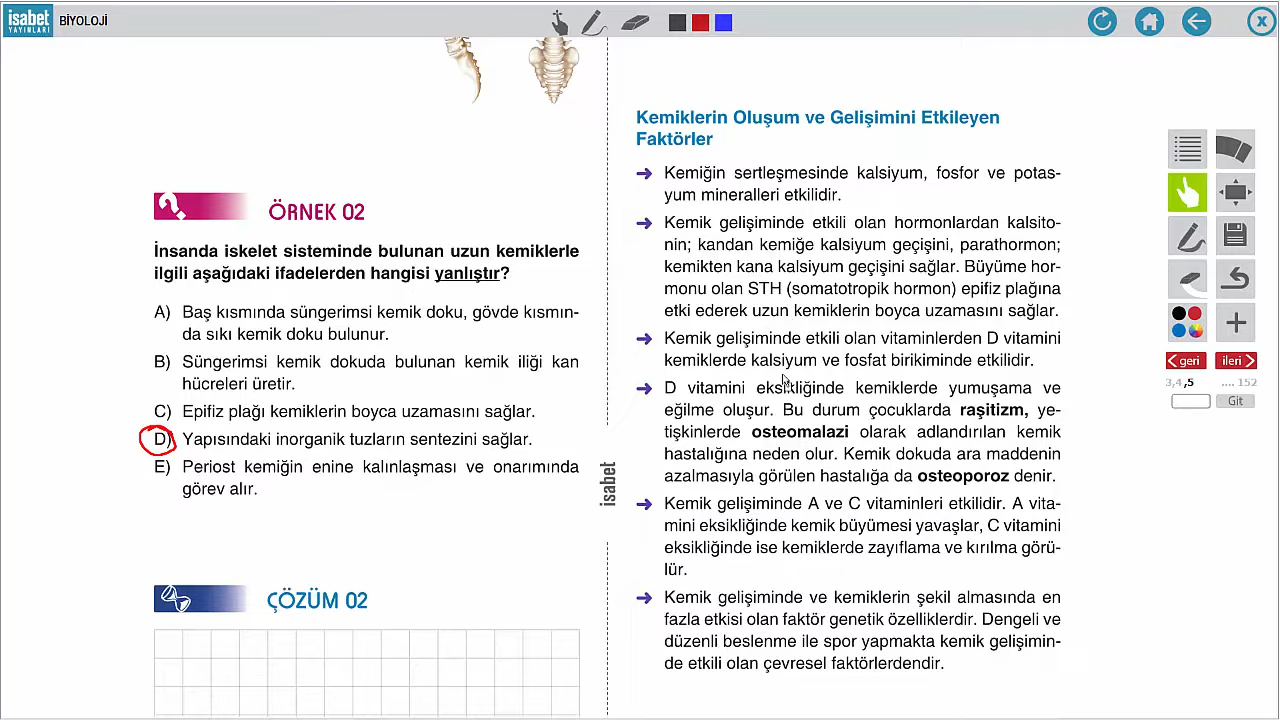 isabet
YAYINLARI
BİYOLOJİ
x
ÖRNEK 02
İnsanda iskelet sisteminde bulunan uzun kemiklerle
ilgili aşağıdaki ifadelerden hangisi yanlıştır?
A) Baş kısmında süngerimsi kemik doku, gövde kısmın-
da sıkı kemik doku bulunur.
B) Süngerimsi kemik dokuda bulunan kemik iliği kan
hücreleri üretir.
C) Epifiz plağı kemiklerin boyca uzamasını sağlar.
D) Yapısındaki inorganik tuzların sentezini sağlar.
E) Periost kemiğin enine kalınlaşması ve onarımında
görev alır.
ÇÖZÜM 02
isabet
Kemiklerin Oluşum ve Gelişimini Etkileyen
Faktörler
Kemiğin sertleşmesinde kalsiyum, fosfor ve potas-
yum mineralleri etkilidir.
Kemik gelişiminde etkili olan hormonlardan kalsito-
nin; kandan kemiğe kalsiyum geçişini, parathormon;
kemikten kana kalsiyum geçişini sağlar. Büyüme hor-
monu olan STH (somatotropik hormon) epifiz plağına
etki ederek uzun kemiklerin boyca uzamasını sağlar.
Kemik gelişiminde etkili olan vitaminlerden D vitamini
kemiklerde kalsiyum ve fosfat birikiminde etkilidir.
D vitamini eksikliğinde kemiklerde yumuşama ve
eğilme oluşur. Bu durum çocuklarda raşitizm, ye-
tişkinlerde osteomalazi olarak adlandırılan kemik
hastalığına neden olur. Kemik dokuda ara maddenin
azalmasıyla görülen hastalığa da osteoporoz denir.
Kemik gelişiminde A ve C vitaminleri etkilidir. A vita-
mini eksikliğinde kemik büyümesi yavaşlar, C vitamini
eksikliğinde ise kemiklerde zayıflama ve kırılma görü-
lür.
Kemik gelişiminde ve kemiklerin şekil almasında en
fazla etkisi olan faktör genetik özelliklerdir. Dengeli ve
düzenli beslenme ile spor yapmakta kemik gelişimin-
de etkili olan çevresel faktörlerdendir.
geri
ileri
3,4,5 .... 152
Git